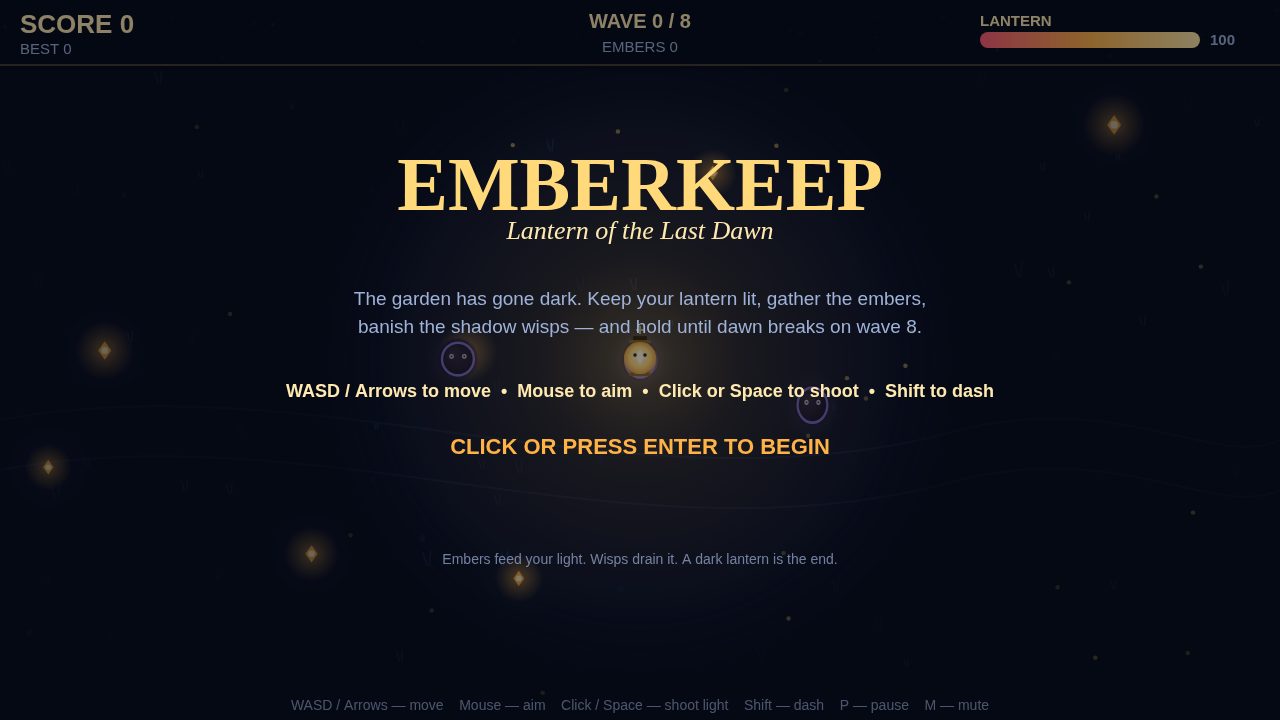 SCORE 0
BEST 0
WAVE 0 / 8
EMBERS 0
LANTERN
100
EMBERKEEP
Lantern of the Last Dawn
The garden has gone dark. Keep your lantern lit, gather the embers,
banish the shadow wisps — and hold until dawn breaks on wave 8.
WASD / Arrows to move • Mouse to aim • Click or Space to shoot • Shift to dash
CLICK OR PRESS ENTER TO BEGIN
Embers feed your light. Wisps drain it. A dark lantern is the end.
WASD / Arrows — move Mouse — aim Click / Space — shoot light Shift — dash P — pause M — mute